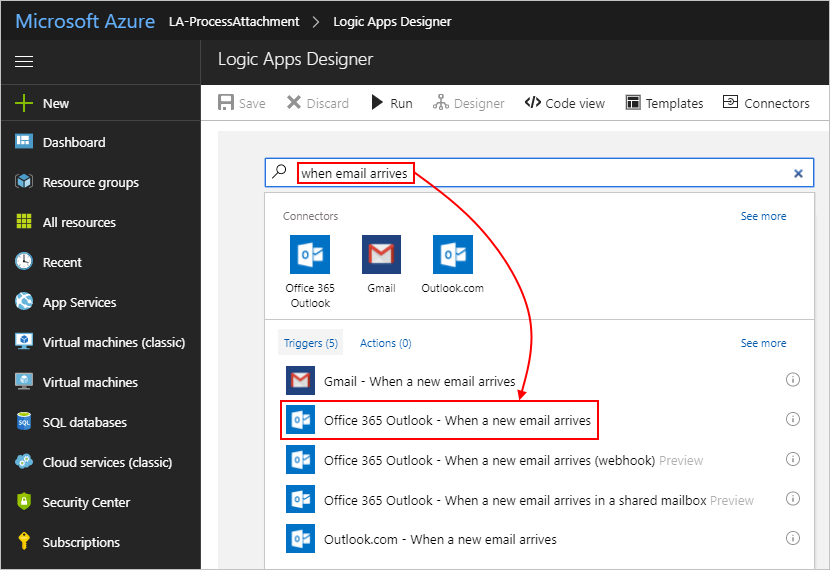 Microsoft Azure LA-ProcessAttachment > Logic Apps Designer
Logic Apps Designer
New
Save Discard Run Designer </> Code view Templates Connectors
Dashboard
Resource groups
All resources
Recent
App Services
Virtual machines (classic)
Virtual machines
SQL databases
Cloud services (classic)
Security Center
Subscriptions
when email arrives
Connectors See more
Office 365
Outlook
Gmail
Outlook.com
Triggers (5) Actions (0) See more
Gmail - When a new email arrives
Office 365 Outlook - When a new email arrives
Office 365 Outlook - When a new email arrives (webhook) Preview
Office 365 Outlook - When a new email arrives in a shared mailbox Preview
Outlook.com - When a new email arrives